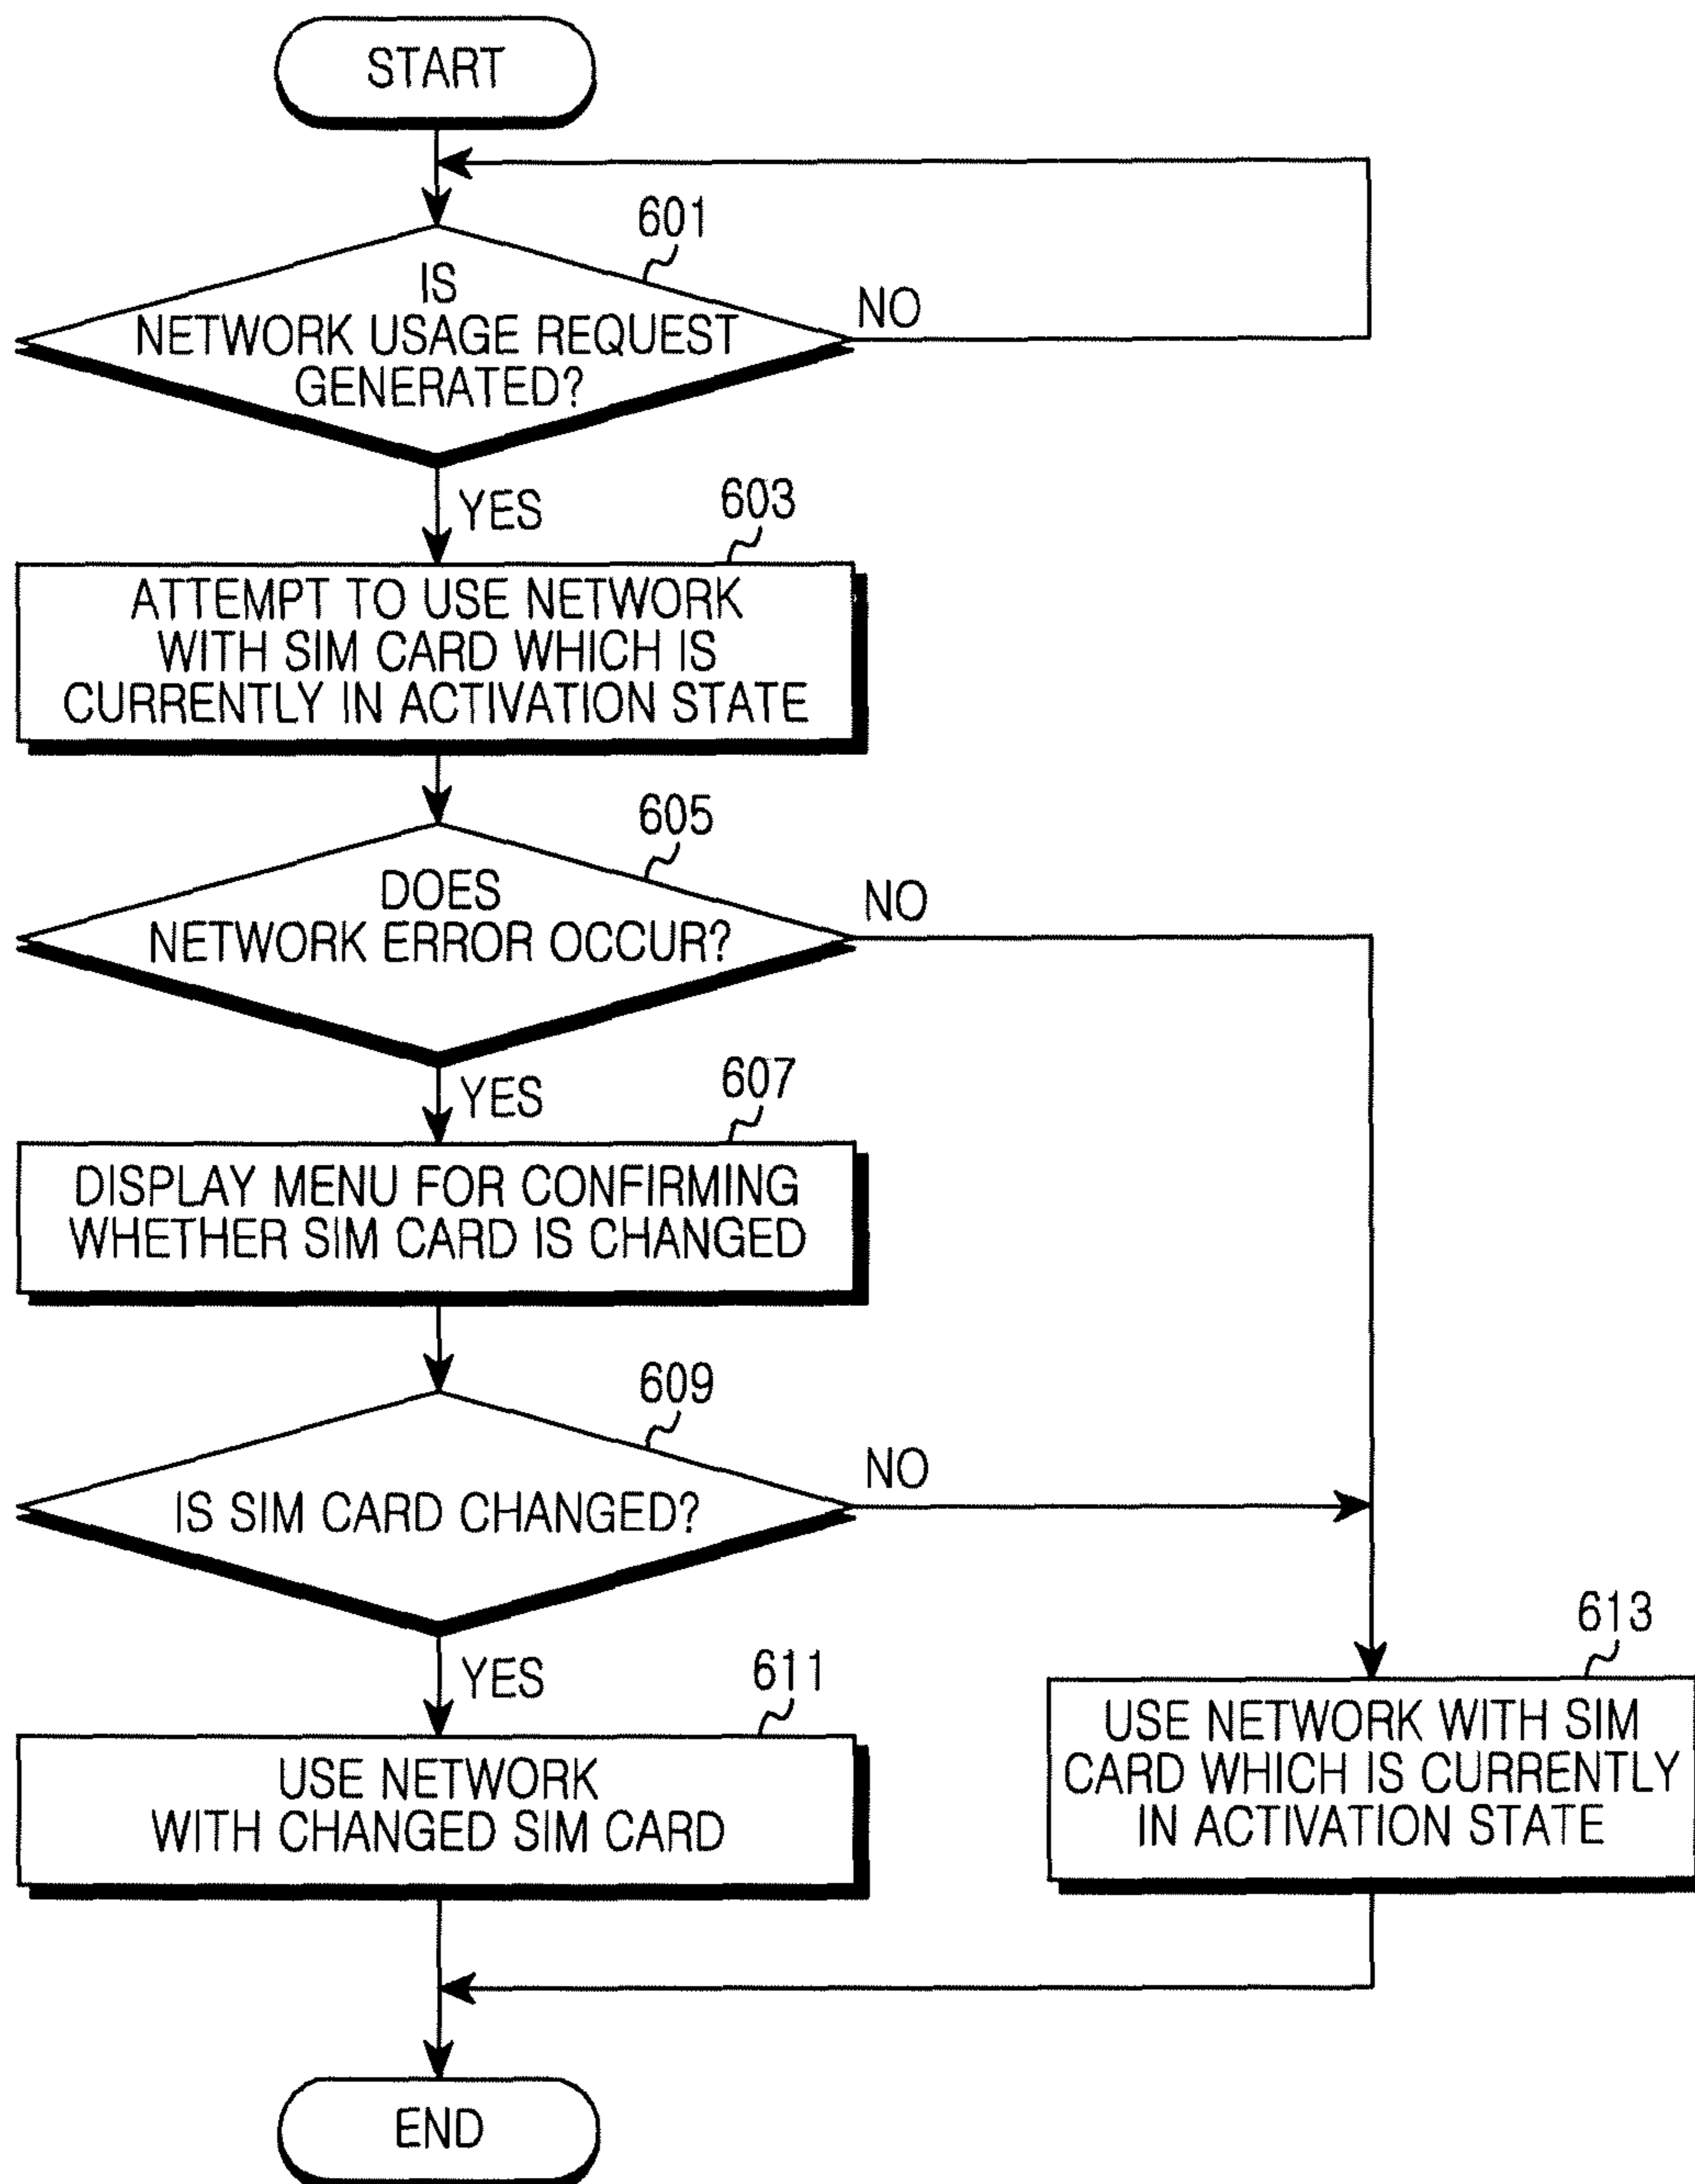 START
601
IS
NETWORK USAGE REQUEST
GENERATED?
NO
YES
603
ATTEMPT TO USE NETWORK
WITH SIM CARD WHICH IS
CURRENTLY IN ACTIVATION STATE
605
DOES
NETWORK ERROR OCCUR?
NO
YES
607
DISPLAY MENU FOR CONFIRMING
WHETHER SIM CARD IS CHANGED
609
IS SIM CARD CHANGED?
NO
YES
611
USE NETWORK
WITH CHANGED SIM CARD
613
USE NETWORK WITH SIM
CARD WHICH IS CURRENTLY
IN ACTIVATION STATE
END